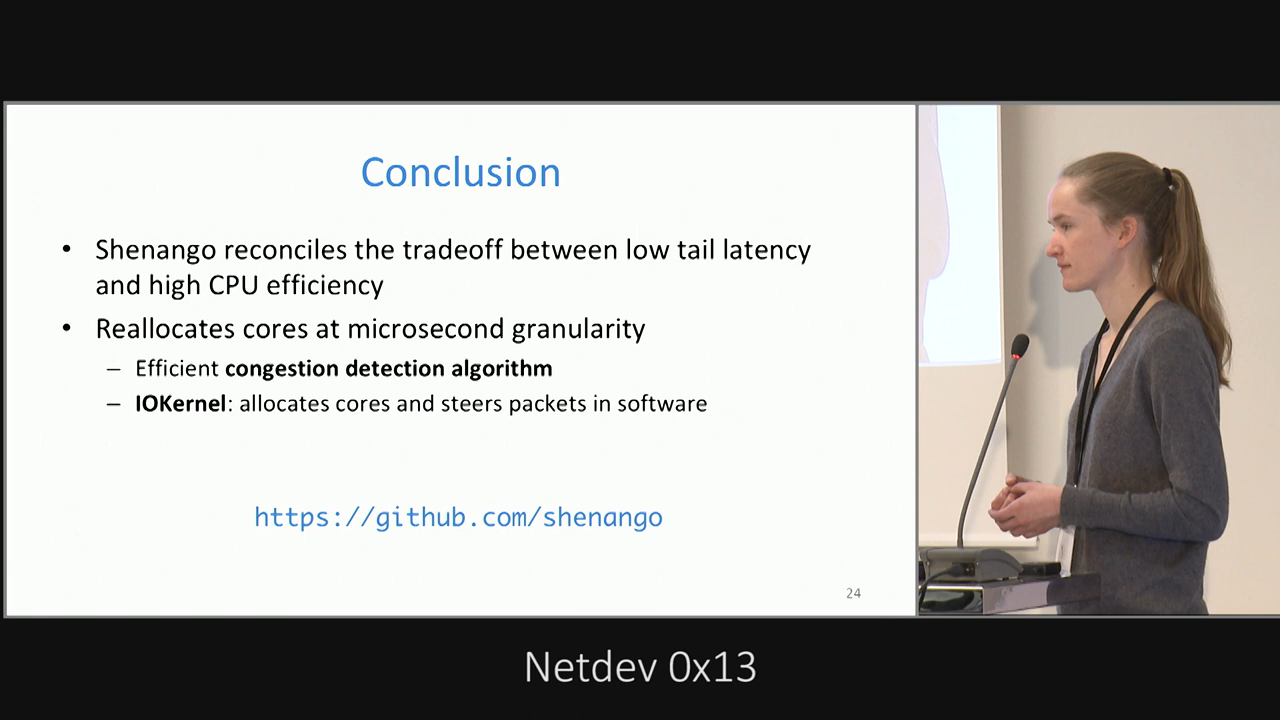 Conclusion
• Shenango reconciles the tradeoff between low tail latency
and high CPU efficiency
• Reallocates cores at microsecond granularity
– Efficient congestion detection algorithm
– IOKernel: allocates cores and steers packets in software
https://github.com/shenango
24
Netdev 0x13